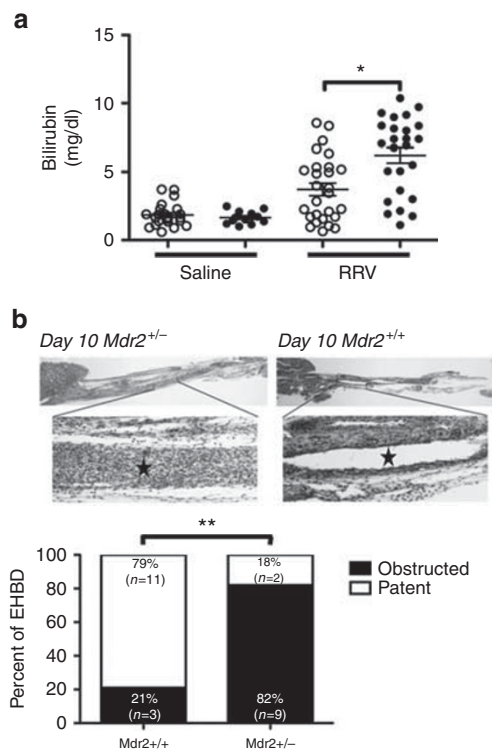 a
15
10
5
0
Bilirubin
(mg/dl)
*
Saline
RRV
b
Day 10 Mdr2+/−
Day 10 Mdr2+/+
**
100
80
60
40
20
0
Percent of EHBD
79%
(n=11)
18%
(n=2)
21%
(n=3)
82%
(n=9)
Mdr2+/+
Mdr2+/−
Obstructed
Patent